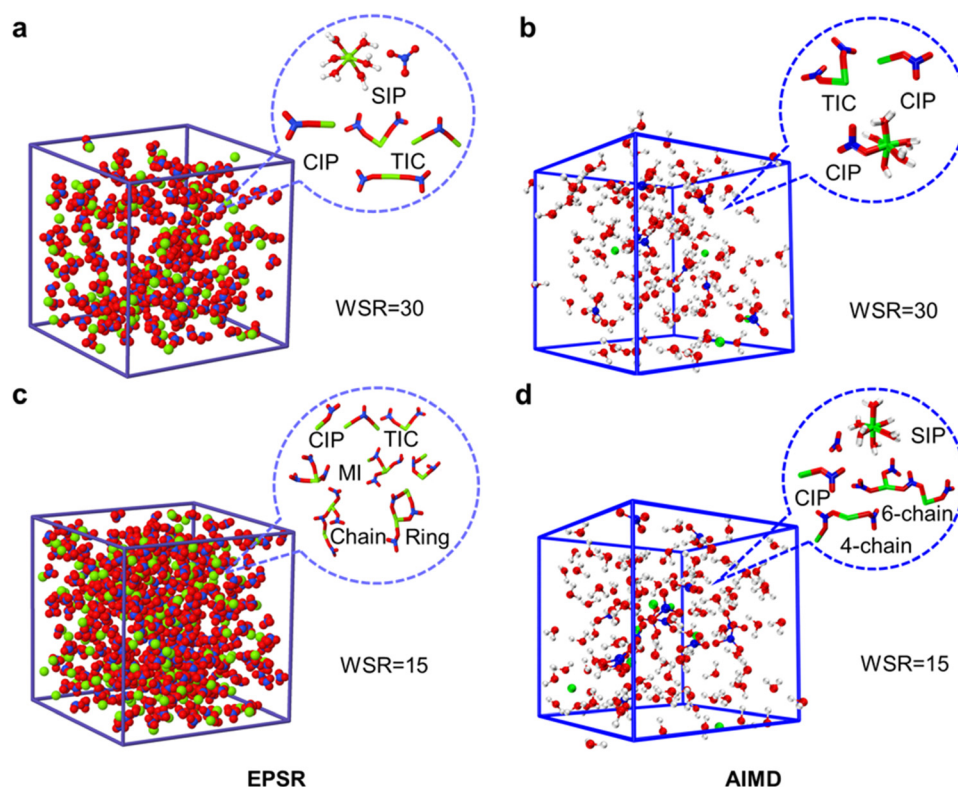 a
SIP
CIP
TIC
WSR=30
b
TIC
CIP
CIP
WSR=30
c
CIP
TIC
MI
Chain
Ring
WSR=15
d
SIP
CIP
6-chain
4-chain
WSR=15
EPSR
AIMD